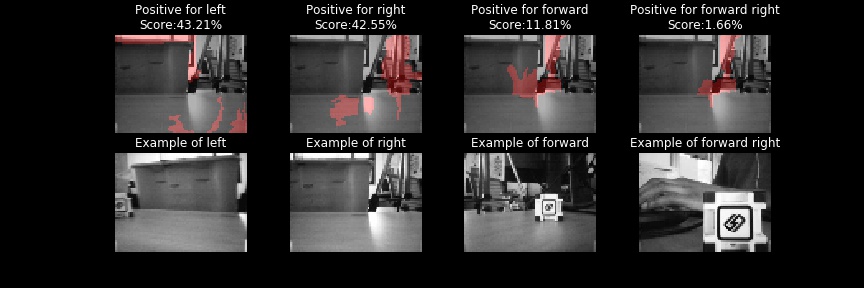 Positive for left
Score:43.21%
Positive for right
Score:42.55%
Positive for forward
Score:11.81%
Positive for forward right
Score:1.66%
Example of left
Example of right
Example of forward
Example of forward right